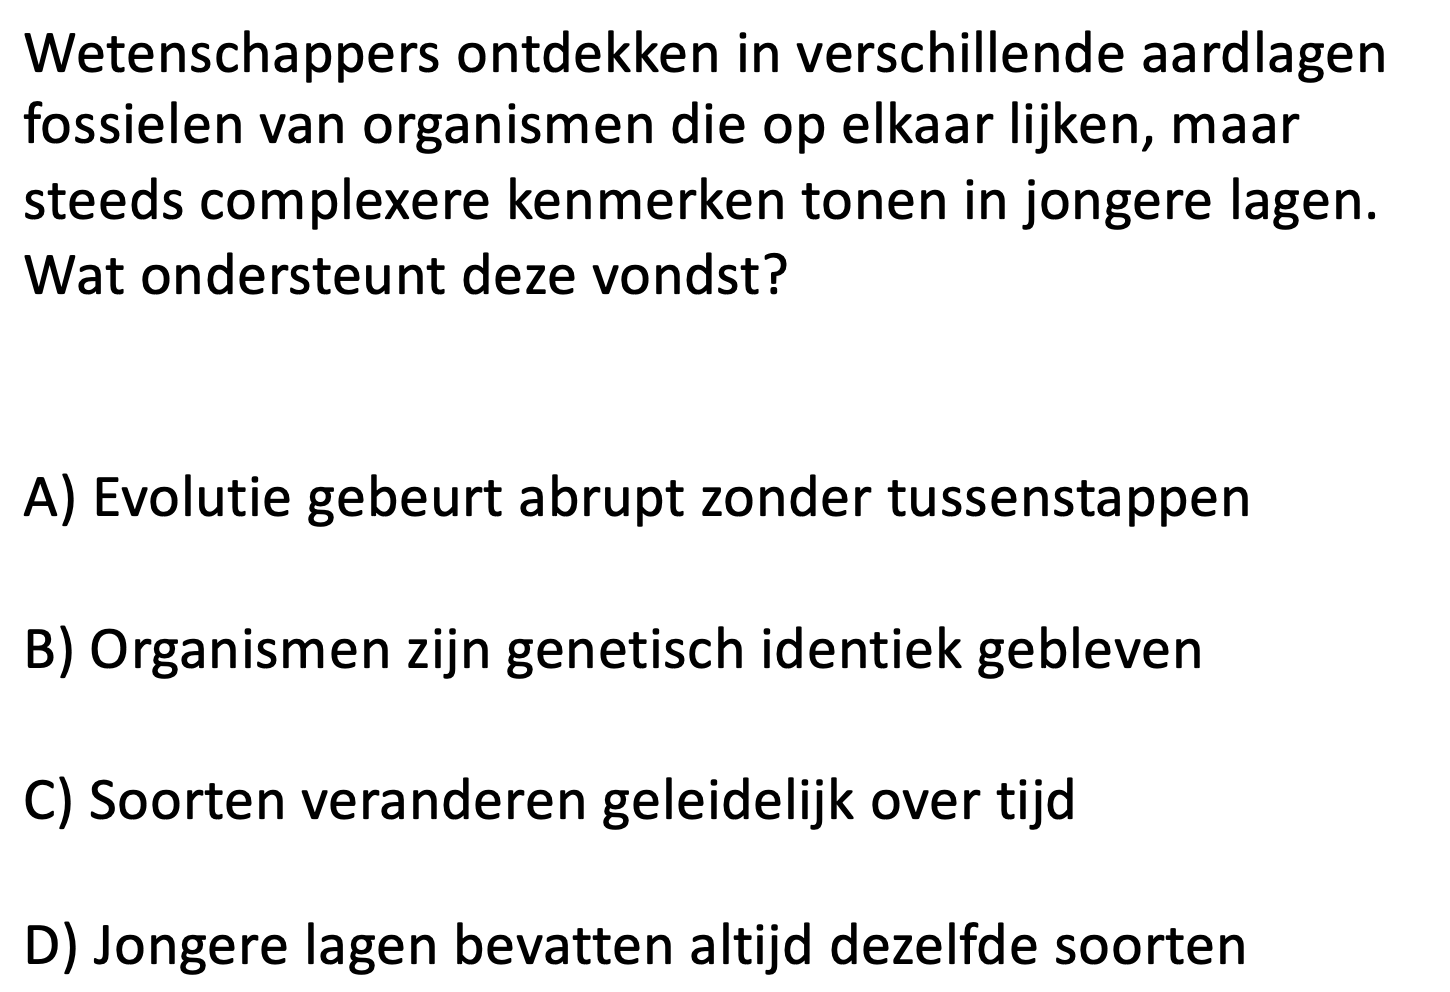 Wetenschappers ontdekken in verschillende aardlagen
fossielen van organismen die op elkaar lijken, maar
steeds complexere kenmerken tonen in jongere lagen.
Wat ondersteunt deze vondst?
A) Evolutie gebeurt abrupt zonder tussenstappen
B) Organismen zijn genetisch identiek gebleven
C) Soorten veranderen geleidelijk over tijd
D) Jongere lagen bevatten altijd dezelfde soorten